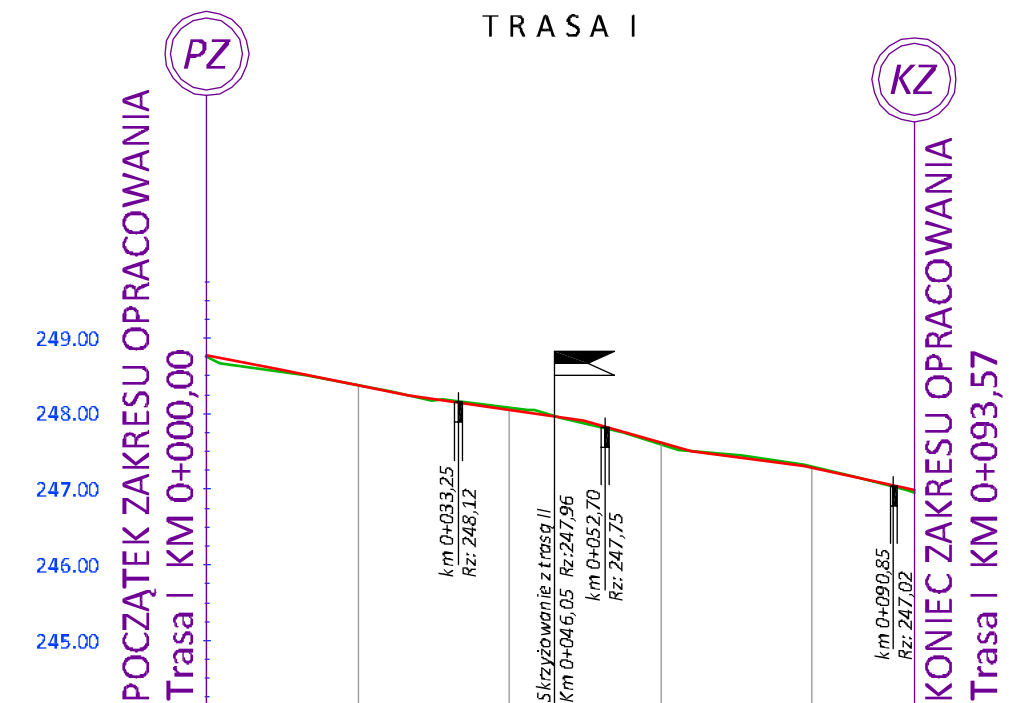 TRASA I
PZ
KZ
POCZĄTEK ZAKRESU OPRACOWANIA
Trasa I KM 0+000,00
249.00
248.00
247.00
246.00
245.00
km 0+033,25
Rz: 248,12
Skrzyżowanie z trasą II
Km 0+046,05 Rz:247,96
km 0+052,70
Rz: 247,75
km 0+090,85
Rz: 247,02
KONIEC ZAKRESU OPRACOWANIA
Trasa I KM 0+093,57